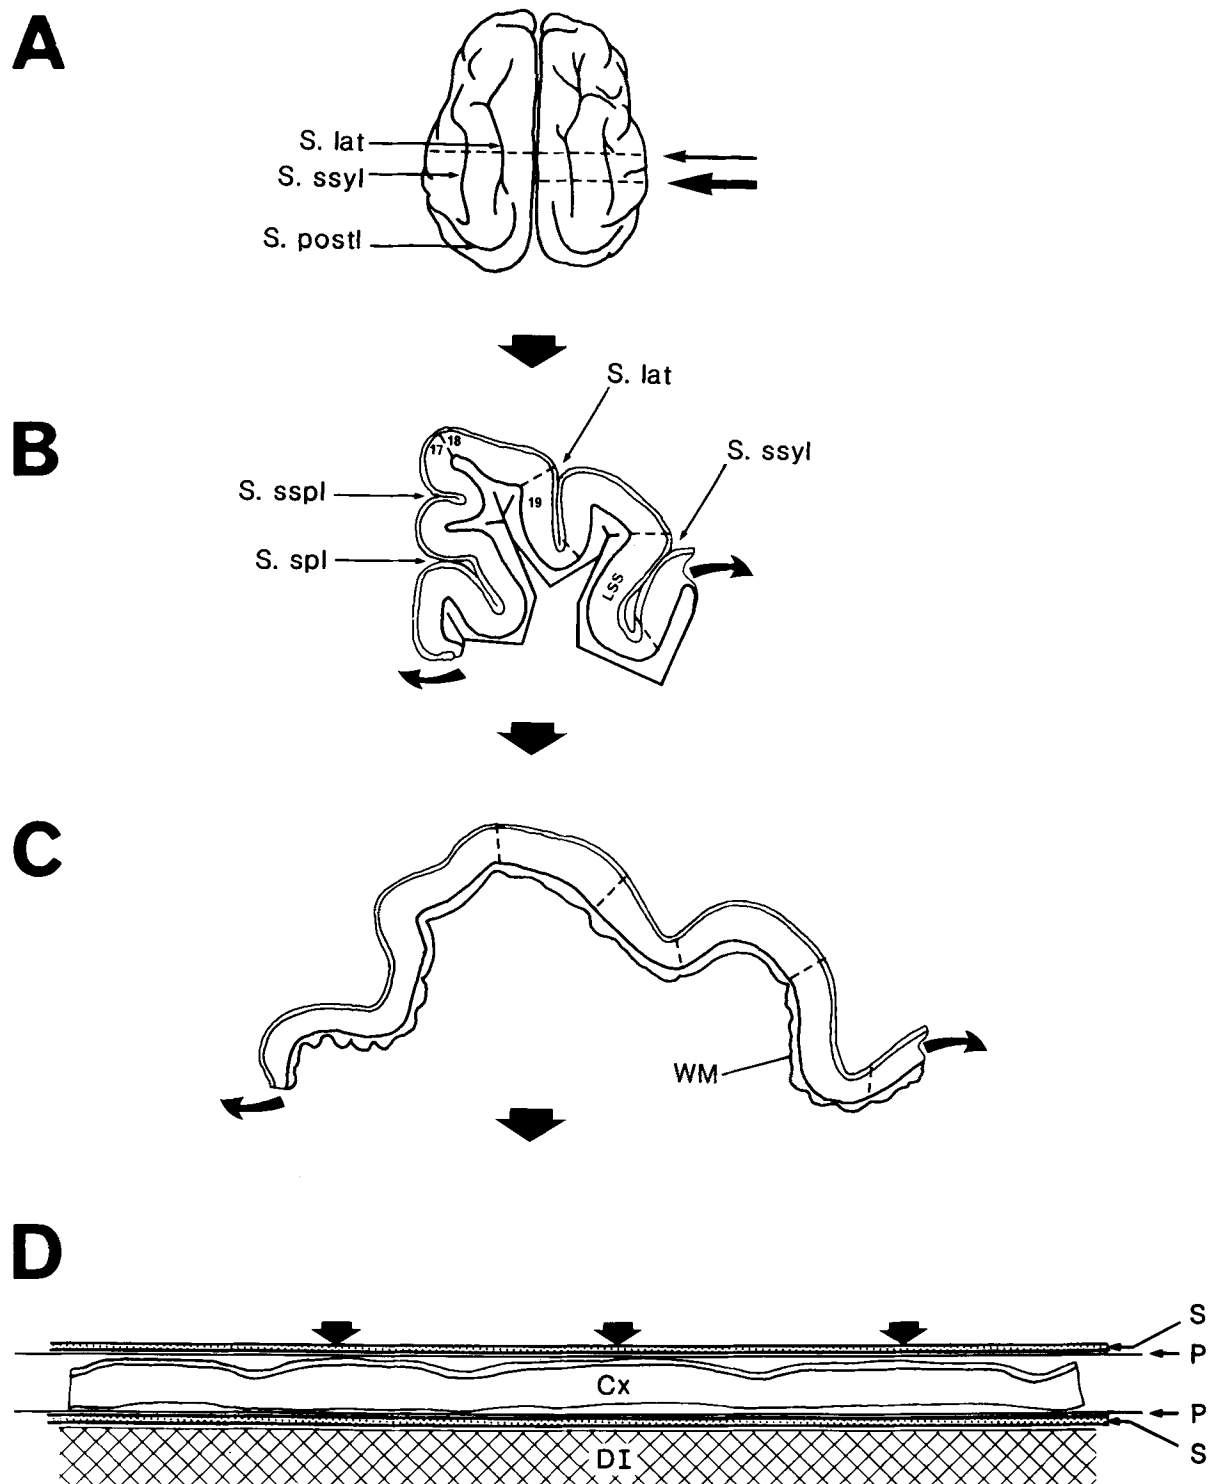 A
S. lat
S. ssyl
S. postl
B
S. lat
S. ssyl
17 18
S. sspl
19
S. spl
LSS
C
WM
D
S
P
Cx
P
S
DI